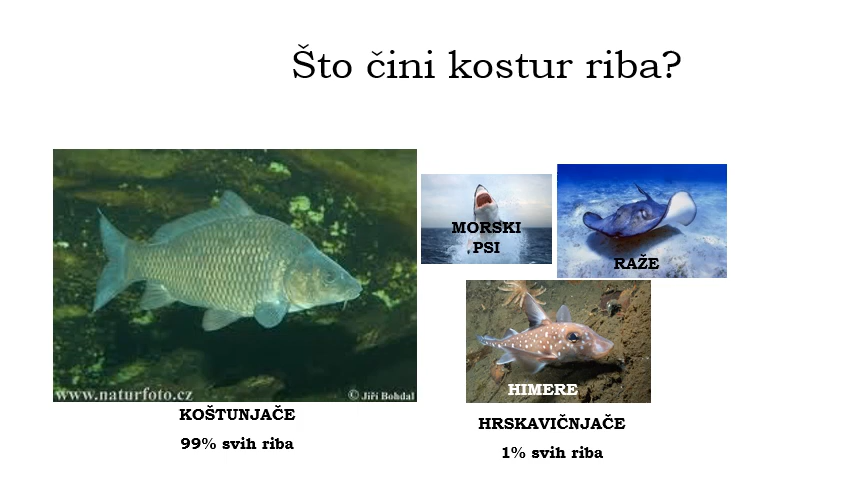 Što čini kostur riba?
MORSKI
PSI
RAŽE
HIMERE
www.naturfoto.cz
© Jiří Bohdal
KOŠTUNJAČE
99% svih riba
HRSKAVIČNJAČE
1% svih riba